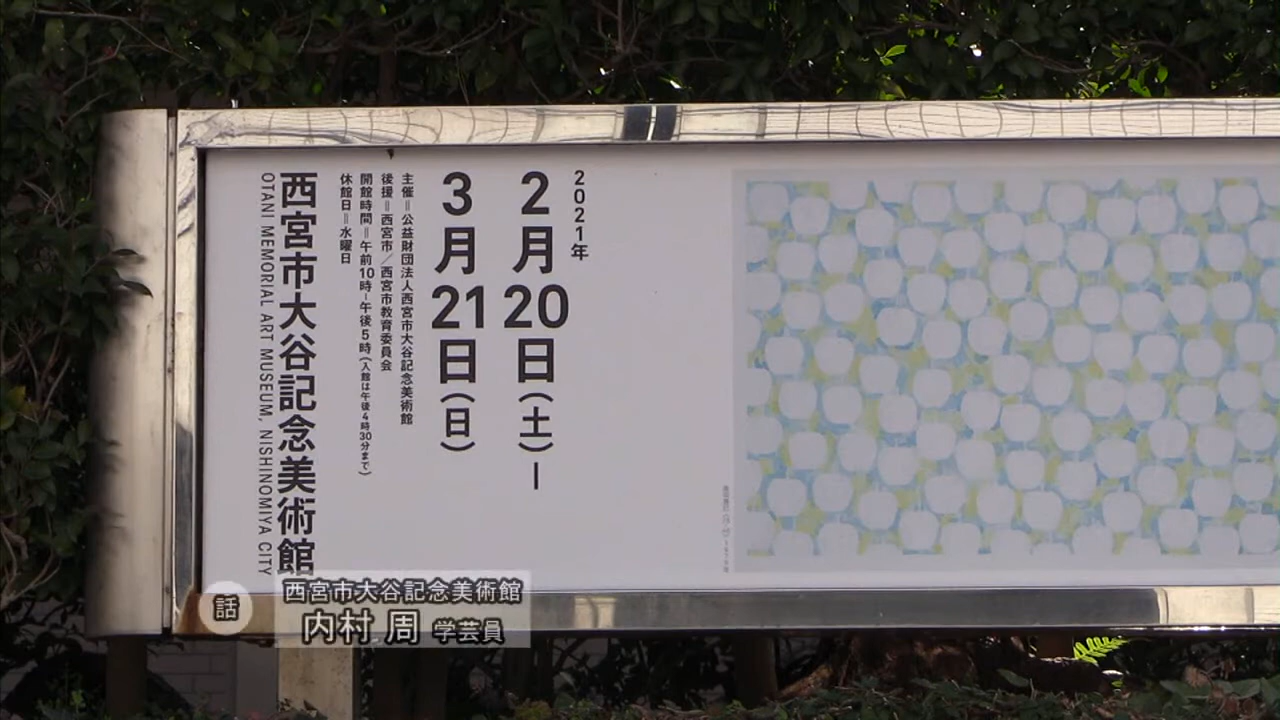 2021年
2月20日(土)—
3月21日(日)
主催=公益財団法人西宮市大谷記念美術館
後援=西宮市/西宮市教育委員会
開館時間=午前10時-午後5時(入館は午後4時30分まで)
休館日=水曜日
西宮市大谷記念美術館
OTANI MEMORIAL ART MUSEUM, NISHINOMIYA CITY
話
西宮市大谷記念美術館
内村 周 学芸員